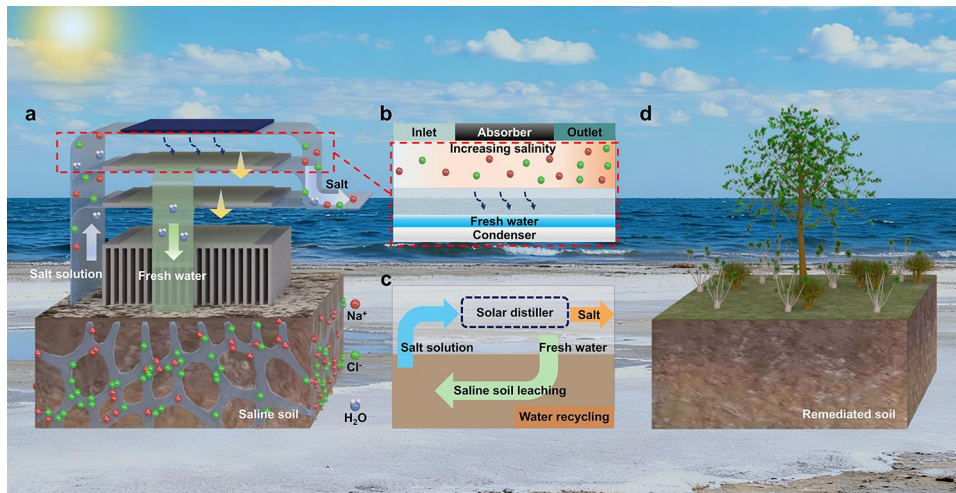 a
Salt
Salt solution
Fresh water
Na⁺
Cl⁻
H₂O
Saline soil
b
Inlet
Absorber
Outlet
Increasing salinity
Fresh water
Condenser
c
Solar distiller
Salt
Salt solution
Fresh water
Saline soil leaching
Water recycling
d
Remediated soil